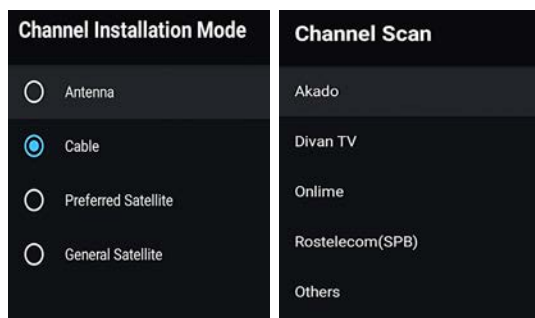 Channel Installation Mode
Antenna
Cable
Preferred Satellite
General Satellite
Channel Scan
Akado
Divan TV
Onlime
Rostelecom(SPB)
Others